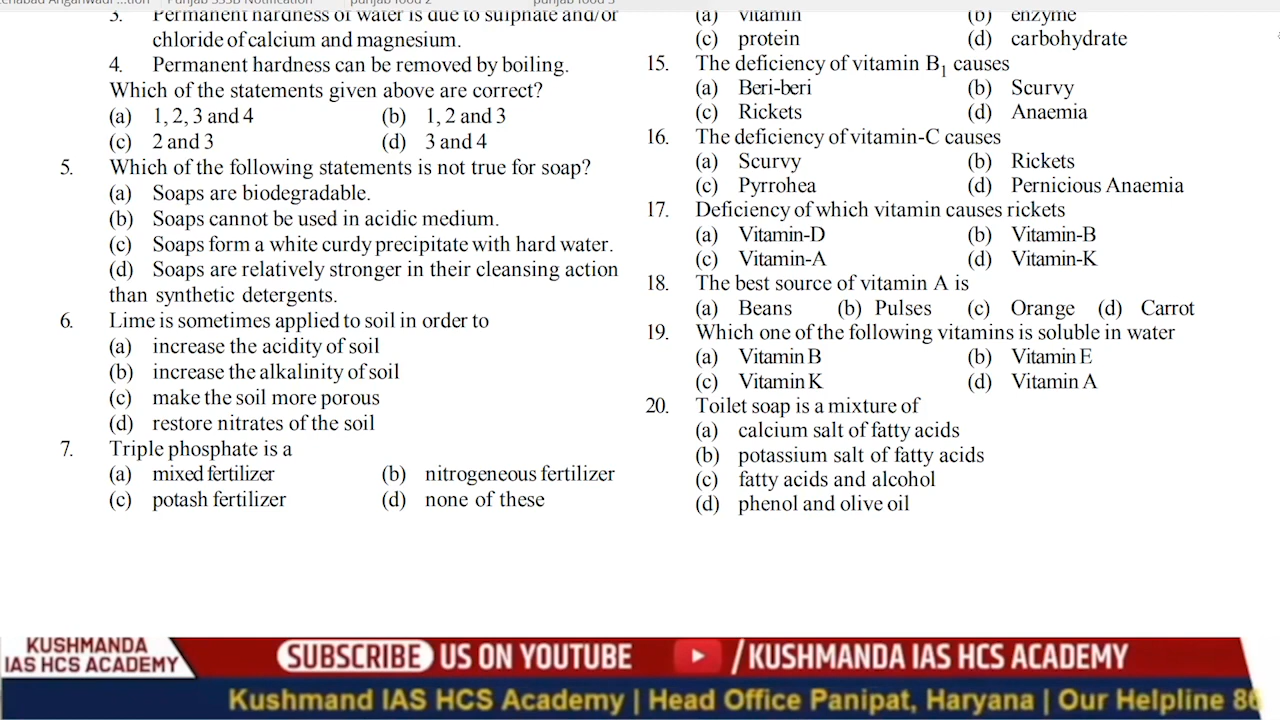 3. Permanent hardness of water is due to sulphate and/or
chloride of calcium and magnesium.
4. Permanent hardness can be removed by boiling.
Which of the statements given above are correct?
(a) 1, 2, 3 and 4 (b) 1, 2 and 3
(c) 2 and 3 (d) 3 and 4
5. Which of the following statements is not true for soap?
(a) Soaps are biodegradable.
(b) Soaps cannot be used in acidic medium.
(c) Soaps form a white curdy precipitate with hard water.
(d) Soaps are relatively stronger in their cleansing action
than synthetic detergents.
6. Lime is sometimes applied to soil in order to
(a) increase the acidity of soil
(b) increase the alkalinity of soil
(c) make the soil more porous
(d) restore nitrates of the soil
7. Triple phosphate is a
(a) mixed fertilizer (b) nitrogeneous fertilizer
(c) potash fertilizer (d) none of these
(a) vitamin (b) enzyme
(c) protein (d) carbohydrate
15. The deficiency of vitamin B₁ causes
(a) Beri-beri (b) Scurvy
(c) Rickets (d) Anaemia
16. The deficiency of vitamin-C causes
(a) Scurvy (b) Rickets
(c) Pyrrohea (d) Pernicious Anaemia
17. Deficiency of which vitamin causes rickets
(a) Vitamin-D (b) Vitamin-B
(c) Vitamin-A (d) Vitamin-K
18. The best source of vitamin A is
(a) Beans (b) Pulses (c) Orange (d) Carrot
19. Which one of the following vitamins is soluble in water
(a) Vitamin B (b) Vitamin E
(c) Vitamin K (d) Vitamin A
20. Toilet soap is a mixture of
(a) calcium salt of fatty acids
(b) potassium salt of fatty acids
(c) fatty acids and alcohol
(d) phenol and olive oil
KUSHMANDA
IAS HCS ACADEMY
SUBSCRIBE US ON YOUTUBE /KUSHMANDA IAS HCS ACADEMY
Kushmand IAS HCS Academy | Head Office Panipat, Haryana | Our Helpline